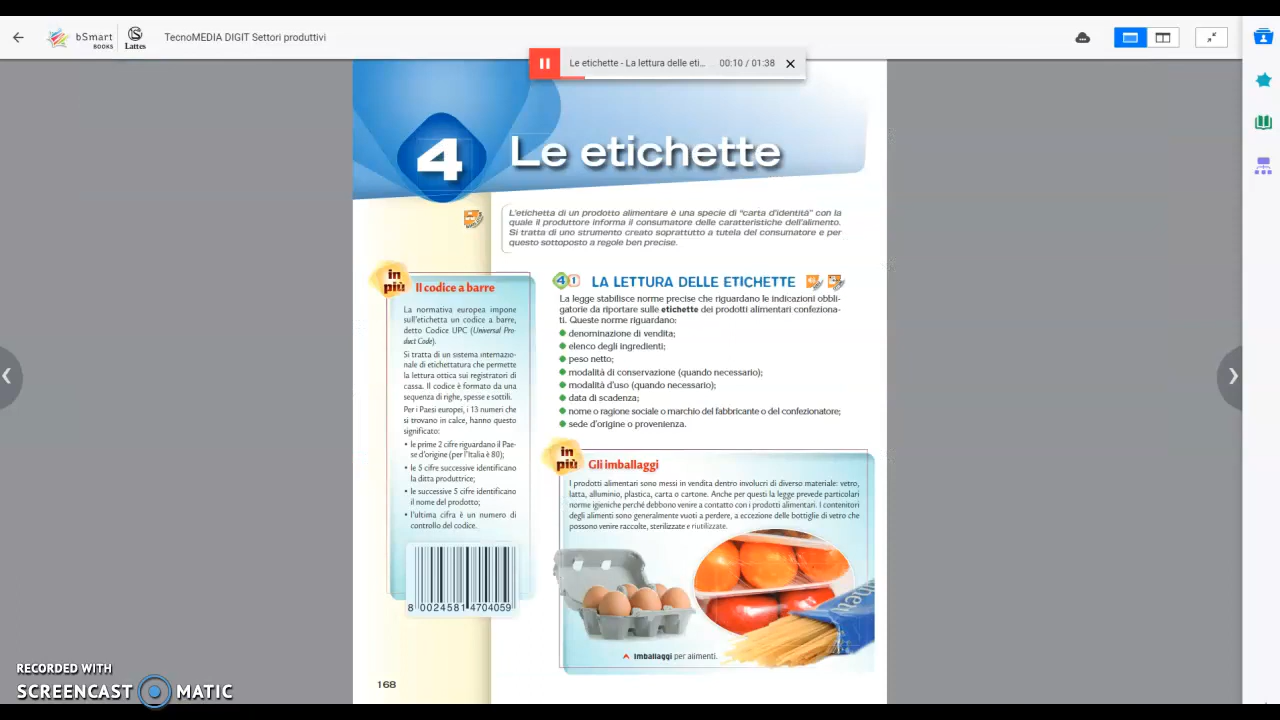 bSmart
BOOKS
Lattes
TecnoMEDIA DIGIT Settori produttivi
Le etichette - La lettura delle eti... 00:10 / 01:38
4
Le etichette
L'etichetta di un prodotto alimentare è una specie di "carta d'identità" con la
quale il produttore informa il consumatore delle caratteristiche dell'alimento.
Si tratta di uno strumento creato soprattutto a tutela del consumatore e per
questo sottoposto a regole ben precise.
in
più
Il codice a barre
La normativa europea impone
sull'etichetta un codice a barre,
detto Codice UPC (Universal Pro-
duct Code).
Si tratta di un sistema internazio-
nale di etichettatura che permette
la lettura ottica sui registratori di
cassa. Il codice è formato da una
sequenza di righe, spesse e sottili.
Per i Paesi europei, i 13 numeri che
si trovano in calce, hanno questo
significato:
• le prime 2 cifre riguardano il Pae-
se d'origine (per l'Italia è 80);
• le 5 cifre successive identificano
la ditta produttrice;
• le successive 5 cifre identificano
il nome del prodotto;
• l'ultima cifra è un numero di
controllo del codice.
8 002458 1 4704059
4 1 LA LETTURA DELLE ETICHETTE
La legge stabilisce norme precise che riguardano le indicazioni obbli-
gatorie da riportare sulle etichette dei prodotti alimentari confeziona-
ti. Queste norme riguardano:
denominazione di vendita;
elenco degli ingredienti;
peso netto;
modalità di conservazione (quando necessario);
modalità d'uso (quando necessario);
data di scadenza;
nome o ragione sociale o marchio del fabbricante o del confezionatore;
sede d'origine o provenienza.
in
più
Gli imballaggi
I prodotti alimentari sono messi in vendita dentro involucri di diverso materiale: vetro,
latta, alluminio, plastica, carta o cartone. Anche per questi la legge prevede particolari
norme igieniche perché debbono venire a contatto con i prodotti alimentari. I contenitori
degli alimenti sono generalmente vuoti a perdere, a eccezione delle bottiglie di vetro che
possono venire raccolte, sterilizzate e riutilizzate.
Imballaggi per alimenti.
168
RECORDED WITH
SCREENCAST MATIC